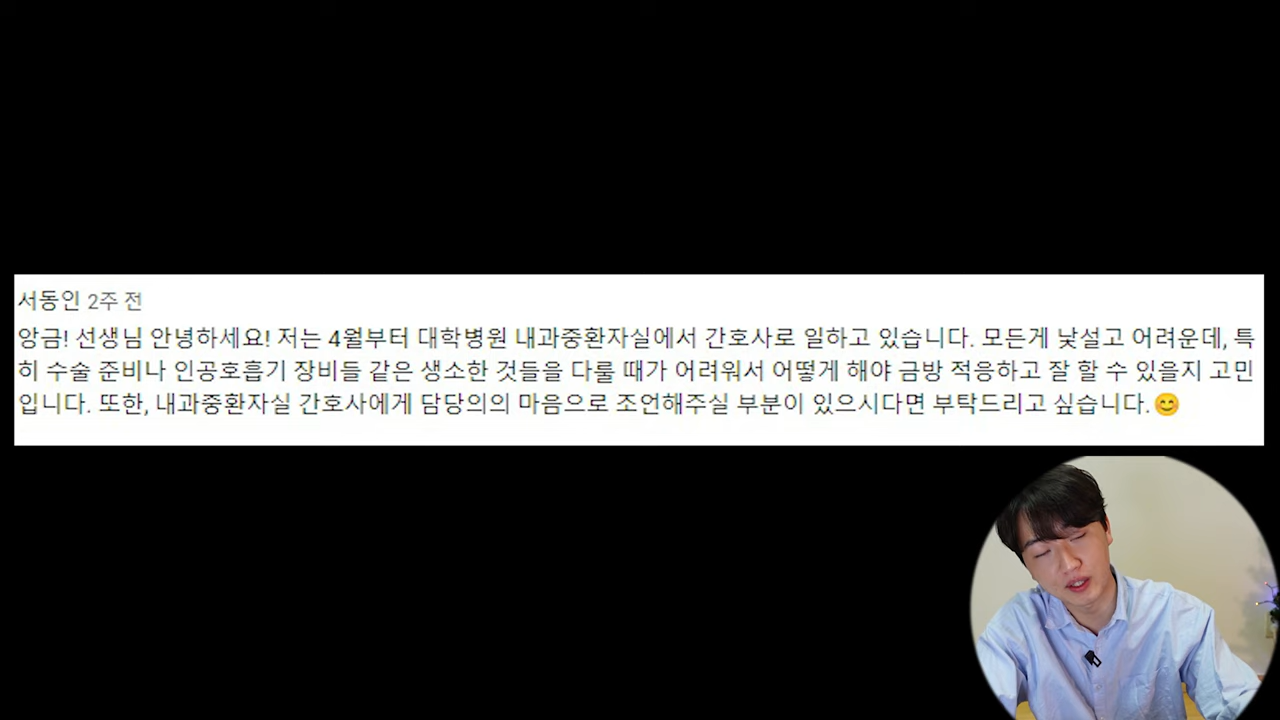 서동인 2주 전
앙금! 선생님 안녕하세요! 저는 4월부터 대학병원 내과중환자실에서 간호사로 일하고 있습니다. 모든게 낯설고 어려운데, 특
히 수술 준비나 인공호흡기 장비들 같은 생소한 것들을 다룰 때가 어려워서 어떻게 해야 금방 적응하고 잘 할 수 있을지 고민
입니다. 또한, 내과중환자실 간호사에게 담당의의 마음으로 조언해주실 부분이 있으시다면 부탁드리고 싶습니다.😊